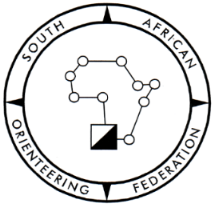 SOUTH AFRICAN
ORIENTEERING FEDERATION